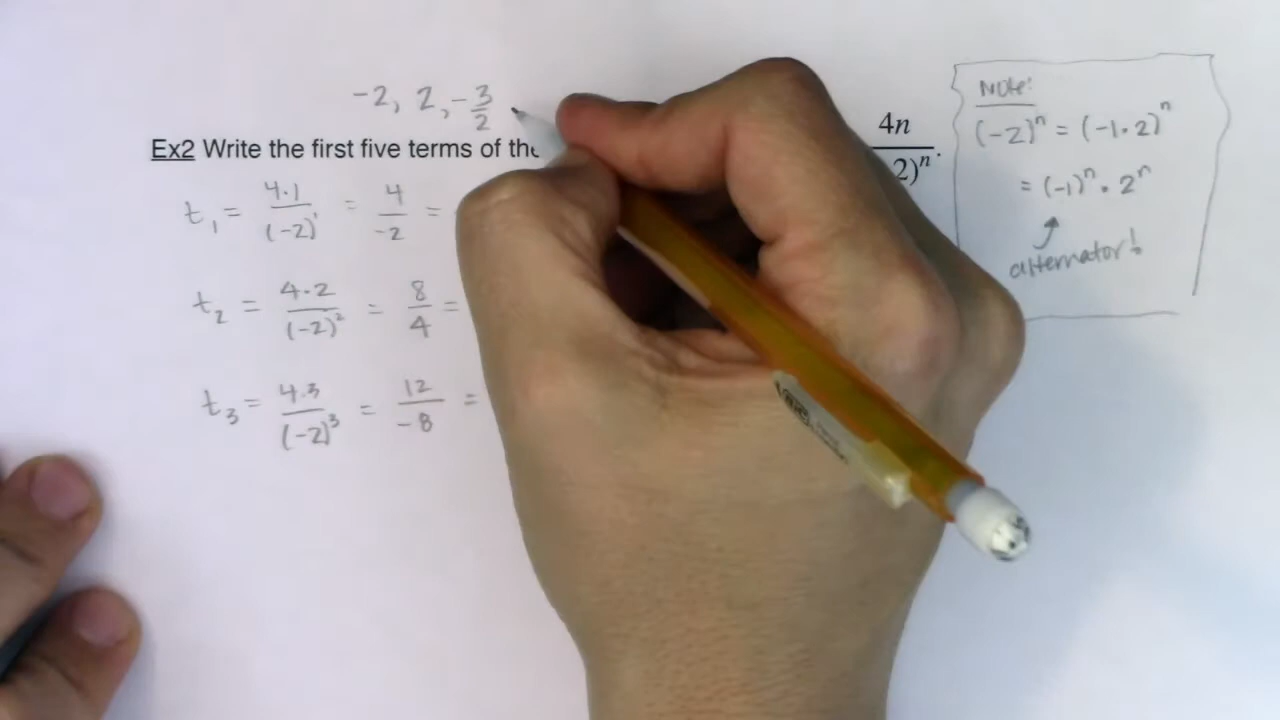 -2, 2, -3/2
Ex2 Write the first five terms of the
4n
2)ⁿ.
t₁ = 4·1/(-2)¹ = 4/-2 =
t₂ = 4·2/(-2)² = 8/4 =
t₃ = 4·3/(-2)³ = 12/-8 =
Note:
(-2)ⁿ = (-1·2)ⁿ
= (-1)ⁿ · 2ⁿ
alternator!
BIC